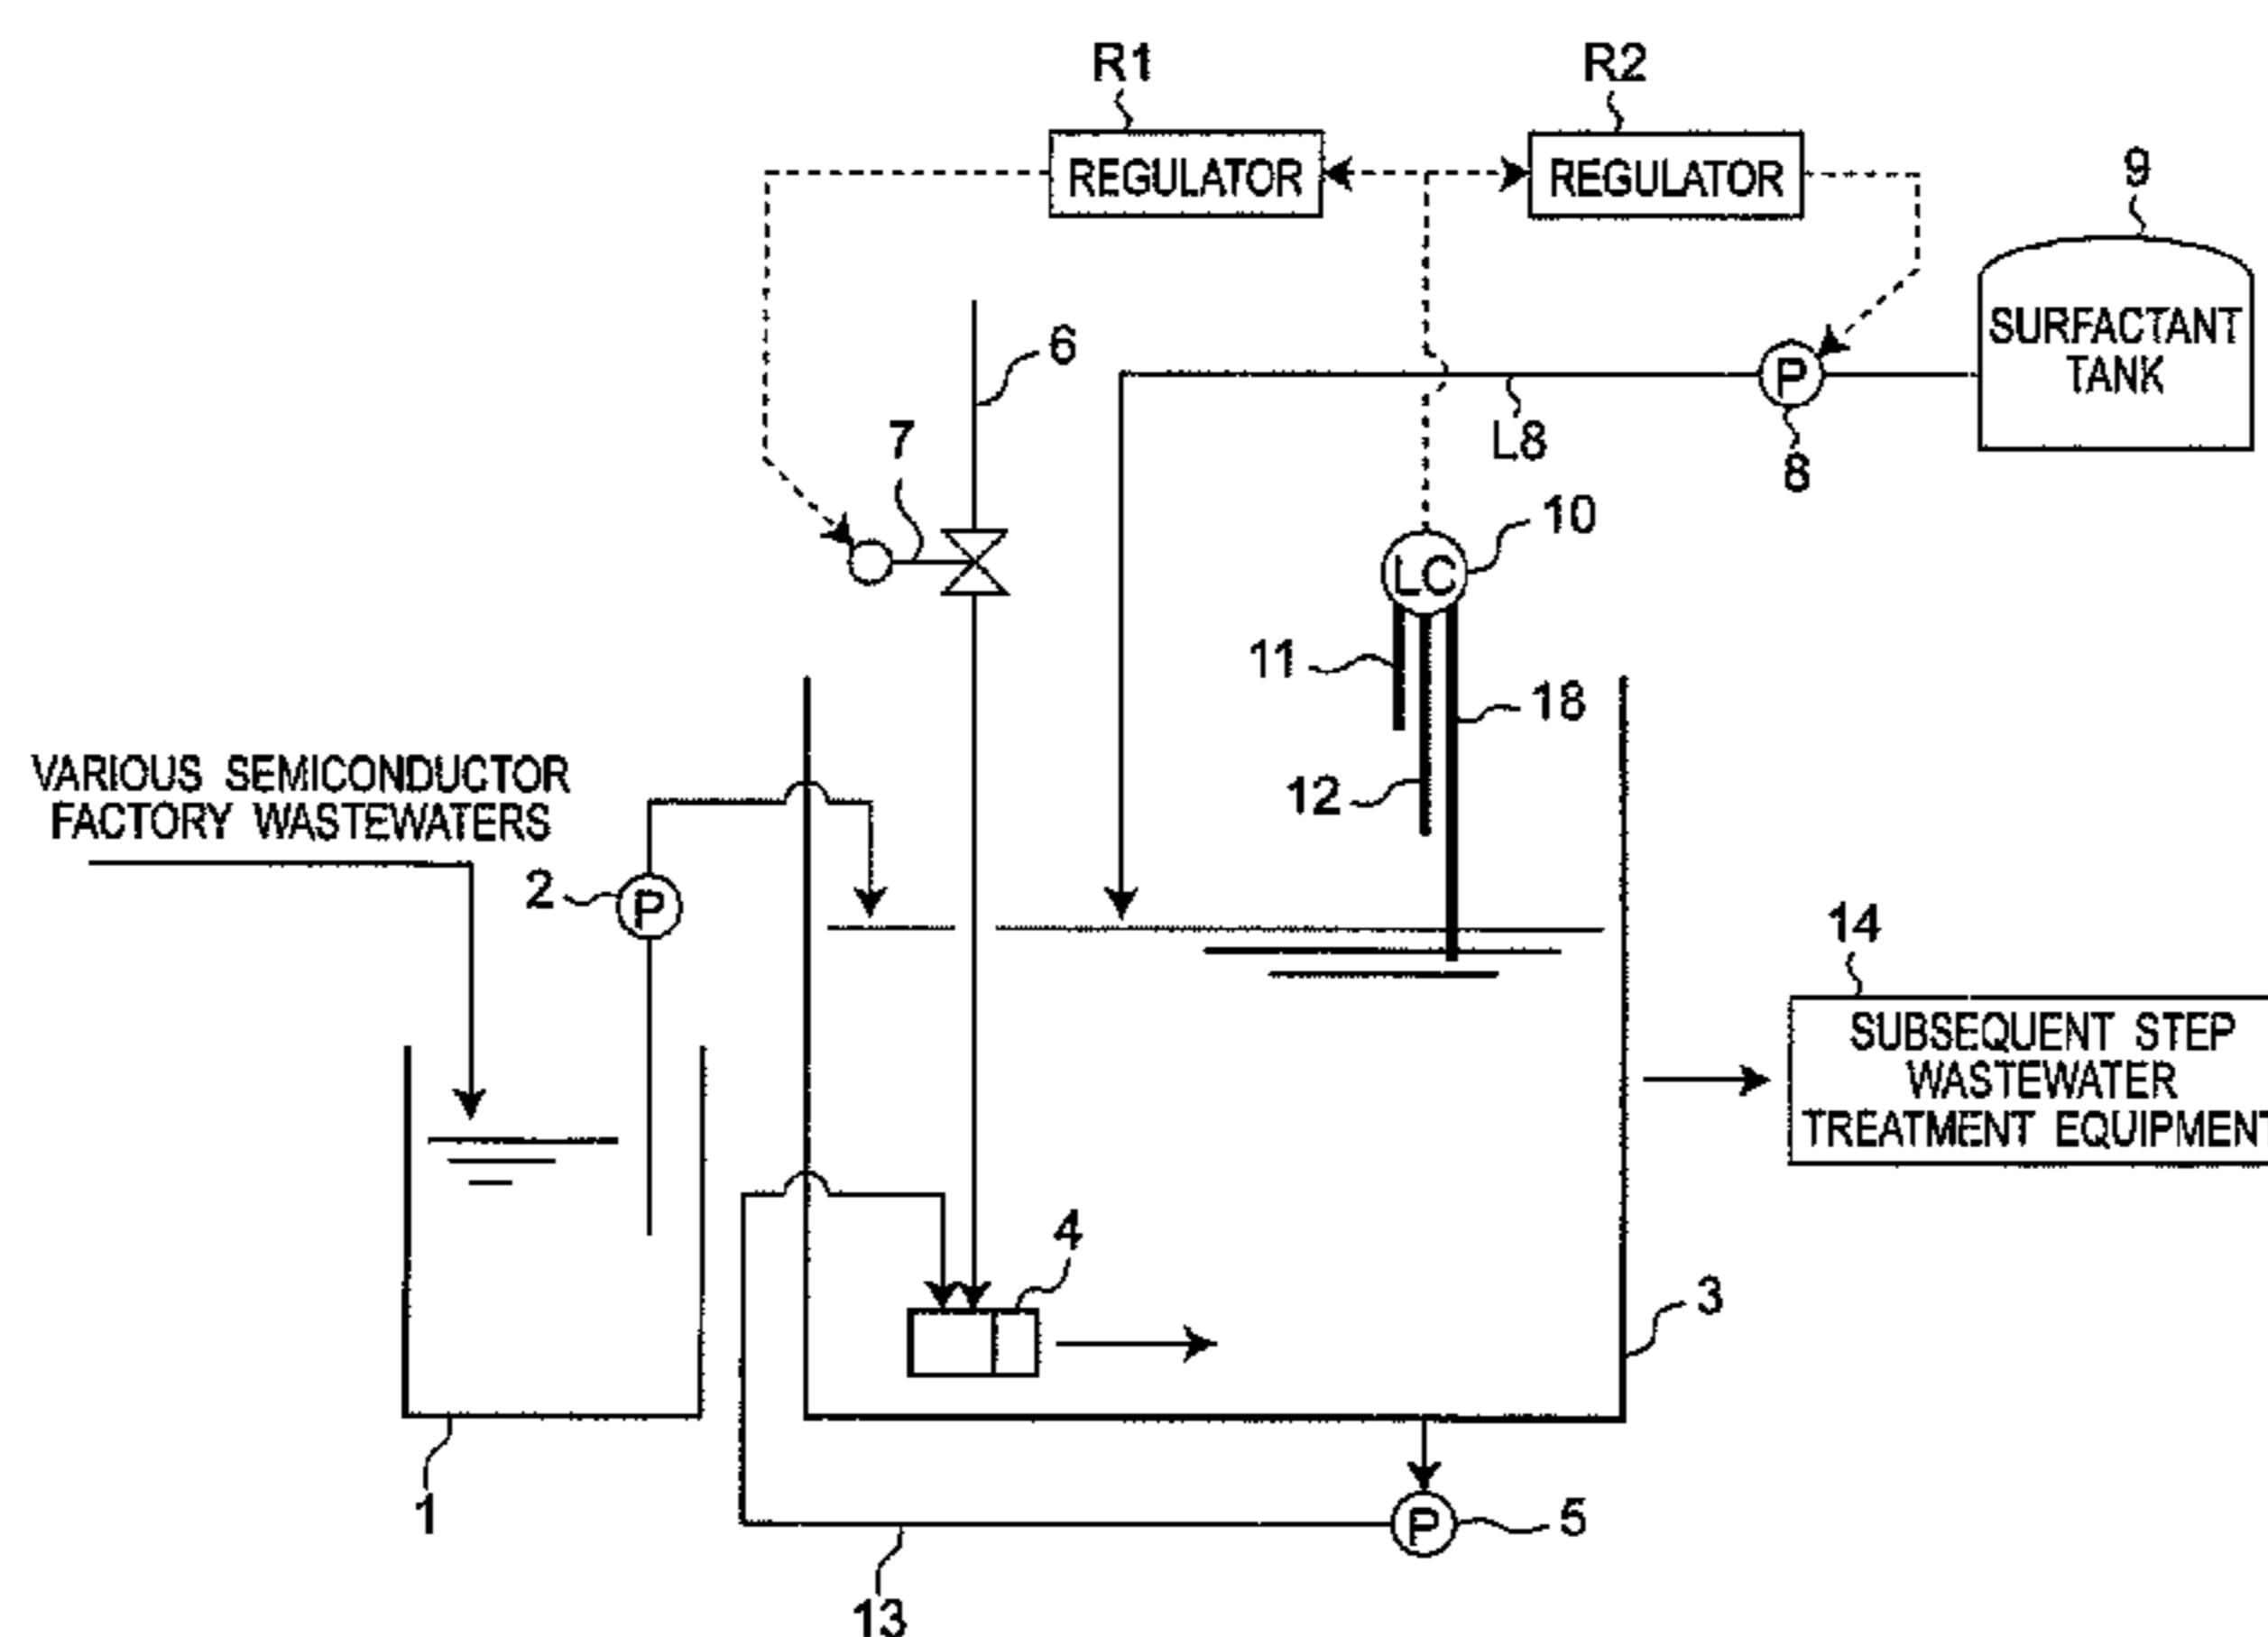 R1
R2
REGULATOR
REGULATOR
9
SURFACTANT
TANK
6
P
8
L8
7
10
LC
11
18
12
VARIOUS SEMICONDUCTOR
FACTORY WASTEWATERS
2
P
14
SUBSEQUENT STEP
WASTEWATER
TREATMENT EQUIPMENT
4
3
1
P
5
13